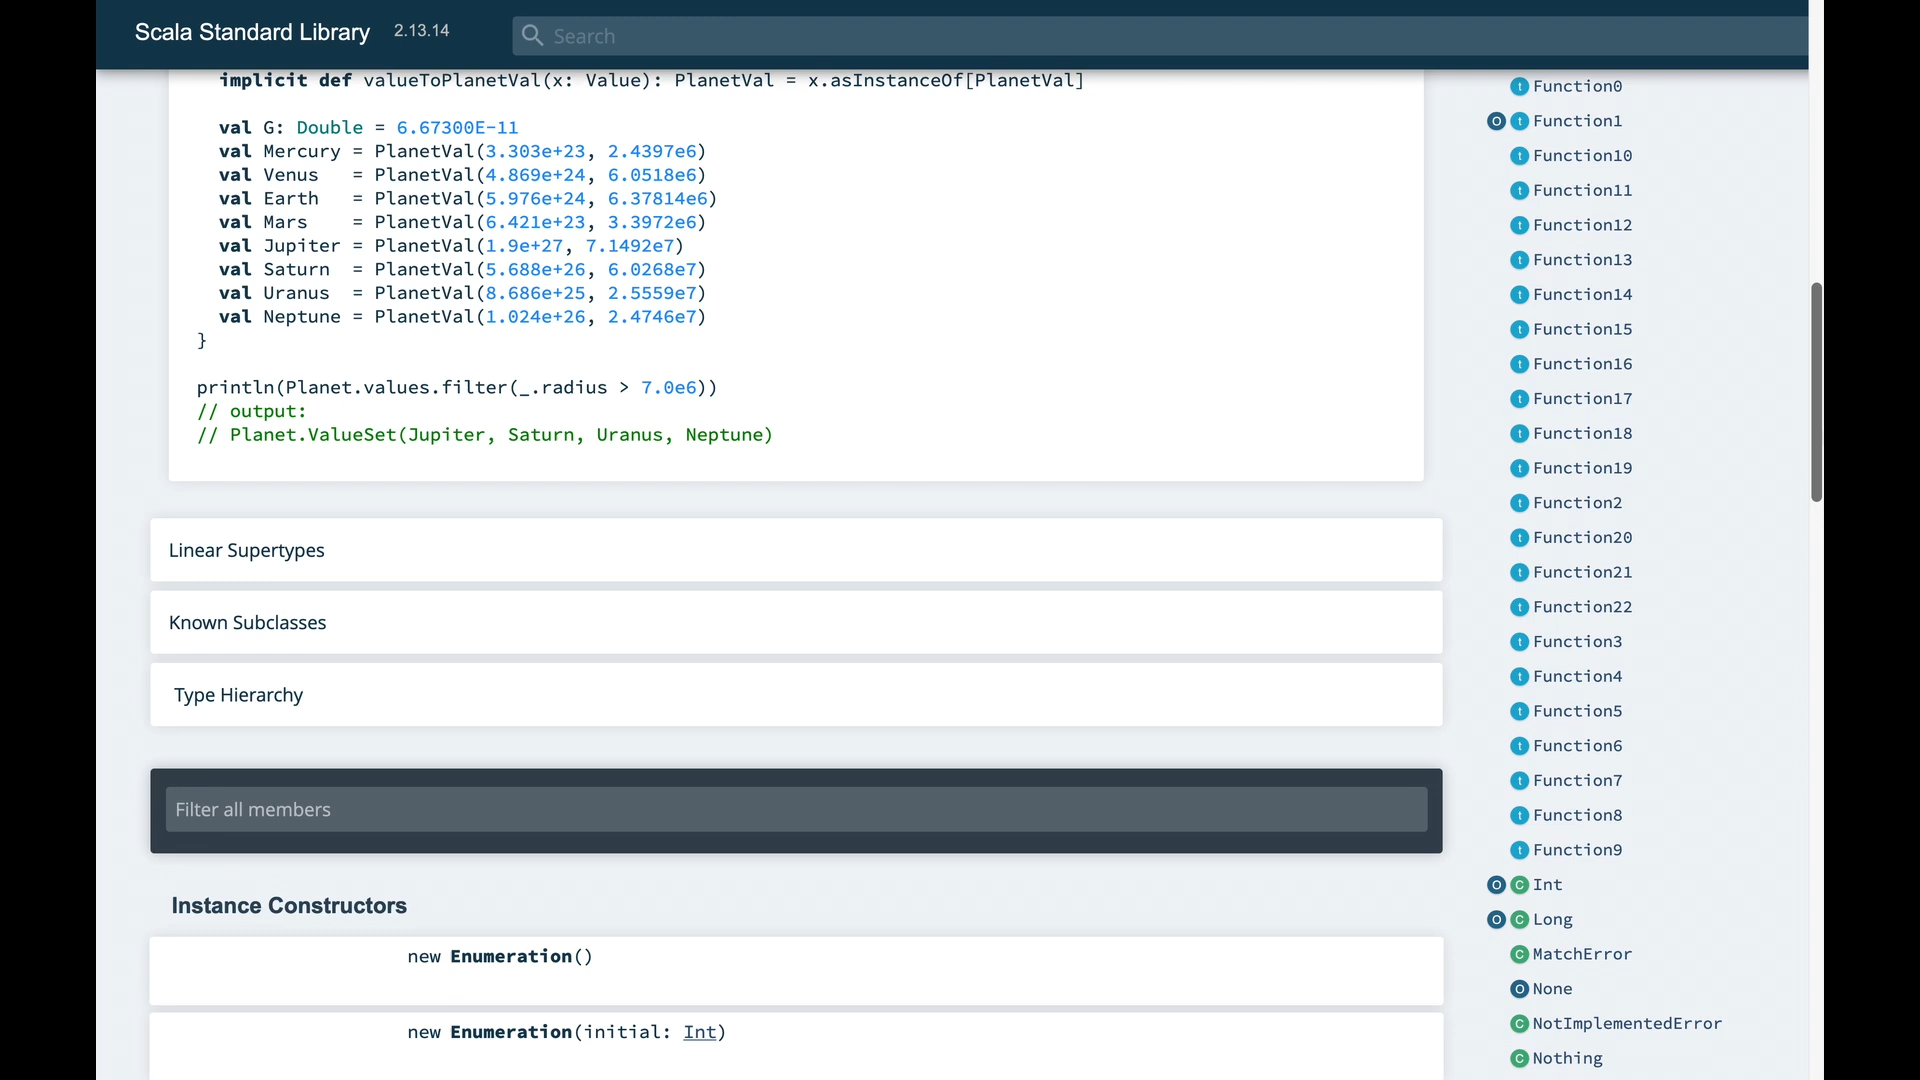 Scala Standard Library 2.13.14 Search
implicit def valueToPlanetVal(x: Value): PlanetVal = x.asInstanceOf[PlanetVal]
val G: Double = 6.67300E-11
val Mercury = PlanetVal(3.303e+23, 2.4397e6)
val Venus   = PlanetVal(4.869e+24, 6.0518e6)
val Earth   = PlanetVal(5.976e+24, 6.37814e6)
val Mars    = PlanetVal(6.421e+23, 3.3972e6)
val Jupiter = PlanetVal(1.9e+27, 7.1492e7)
val Saturn  = PlanetVal(5.688e+26, 6.0268e7)
val Uranus  = PlanetVal(8.686e+25, 2.5559e7)
val Neptune = PlanetVal(1.024e+26, 2.4746e7)
}
println(Planet.values.filter(_.radius > 7.0e6))
// output:
// Planet.ValueSet(Jupiter, Saturn, Uranus, Neptune)
Linear Supertypes
Known Subclasses
Type Hierarchy
Filter all members
Instance Constructors
new Enumeration()
new Enumeration(initial: Int)
t Function0
O t Function1
t Function10
t Function11
t Function12
t Function13
t Function14
t Function15
t Function16
t Function17
t Function18
t Function19
t Function2
t Function20
t Function21
t Function22
t Function3
t Function4
t Function5
t Function6
t Function7
t Function8
t Function9
O C Int
O C Long
C MatchError
O None
C NotImplementedError
C Nothing